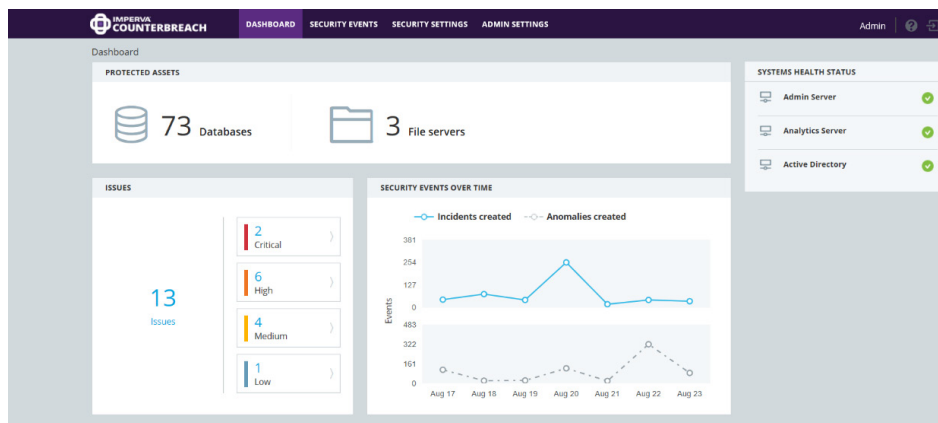 IMPERVA
COUNTERBREACH
DASHBOARD SECURITY EVENTS SECURITY SETTINGS ADMIN SETTINGS
Admin
Dashboard
PROTECTED ASSETS
73 Databases
3 File servers
SYSTEMS HEALTH STATUS
Admin Server
Analytics Server
Active Directory
ISSUES
13
Issues
2
Critical
6
High
4
Medium
1
Low
SECURITY EVENTS OVER TIME
Incidents created Anomalies created
381
254
127
0
Events
483
322
161
0
Aug 17 Aug 18 Aug 19 Aug 20 Aug 21 Aug 22 Aug 23